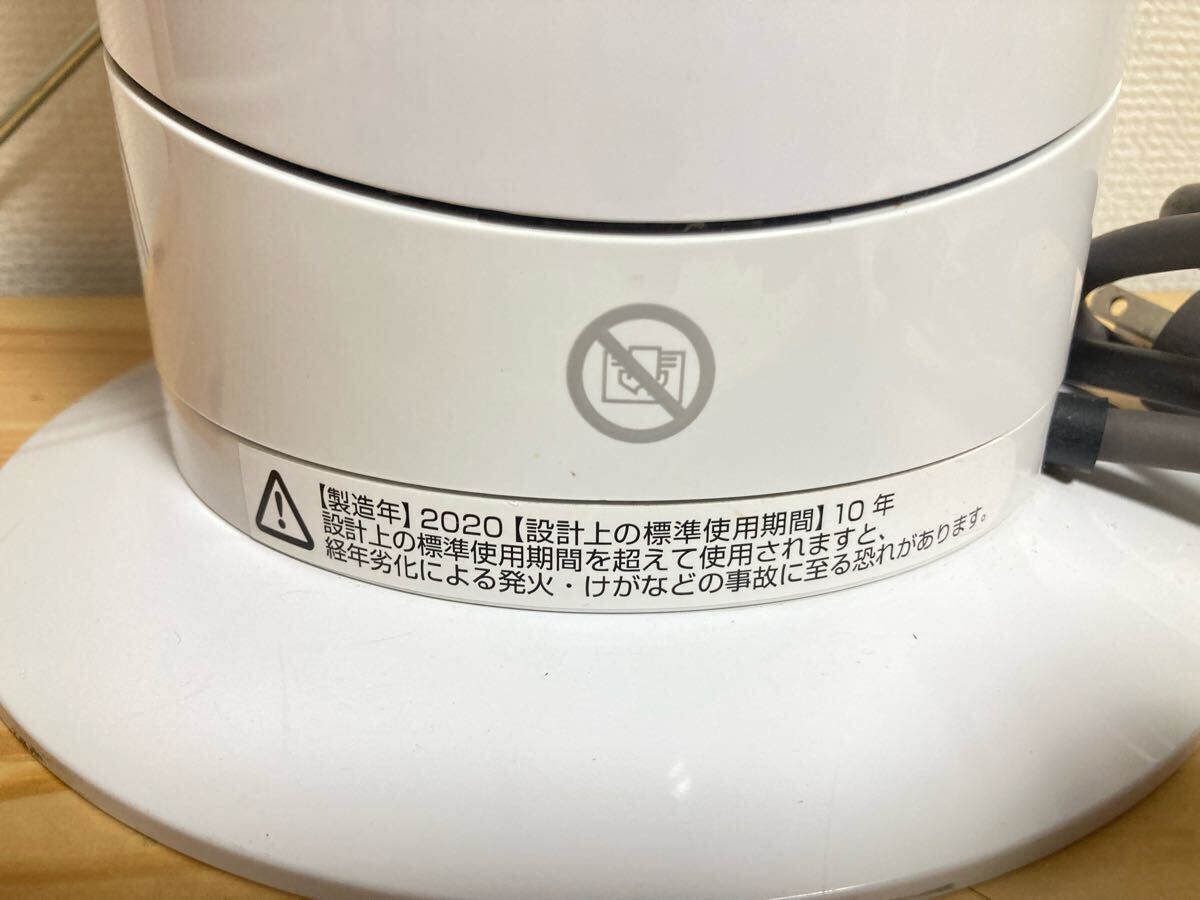 【製造年】2020【設計上の標準使用期間】10 年
設計上の標準使用期間を超えて使用されますと、
経年劣化による発火・けがなどの事故に至る恐れがあります。